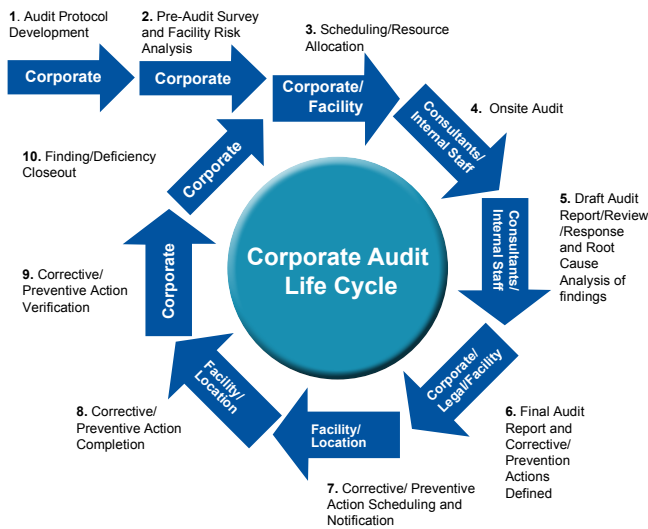 1. Audit Protocol
Development
Corporate
2. Pre-Audit Survey
and Facility Risk
Analysis
Corporate
3. Scheduling/Resource
Allocation
Corporate/
Facility
4. Onsite Audit
Consultants/
Internal Staff
5. Draft Audit
Report/Review
/Response
and Root
Cause
Analysis of
findings
Consultants/
Internal Staff
6. Final Audit
Report and
Corrective/
Prevention
Actions
Defined
Corporate/
Legal/Facility
7. Corrective/ Preventive
Action Scheduling and
Notification
Facility/
Location
8. Corrective/
Preventive Action
Completion
Facility/
Location
9. Corrective/
Preventive Action
Verification
Corporate
10. Finding/Deficiency
Closeout
Corporate
Corporate Audit
Life Cycle